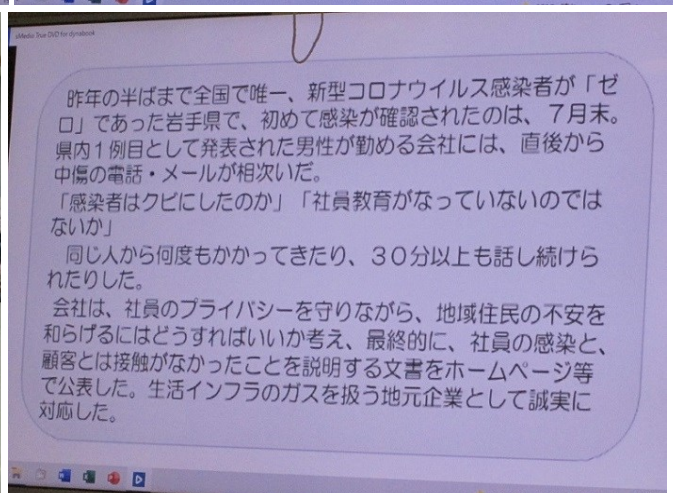 sMedio True DVD for dynabook
昨年の半ばまで全国で唯一、新型コロナウイルス感染者が「ゼ
ロ」であった岩手県で、初めて感染が確認されたのは、7月末。
県内1例目として発表された男性が勤める会社には、直後から
中傷の電話・メールが相次いだ。
「感染者はクビにしたのか」「社員教育がなっていないのでは
ないか」
同じ人から何度もかかってきたり、30分以上も話し続けら
れたりした。
会社は、社員のプライバシーを守りながら、地域住民の不安を
和らげるにはどうすればいいか考え、最終的に、社員の感染と、
顧客とは接触がなかったことを説明する文書をホームページ等
で公表した。生活インフラのガスを扱う地元企業として誠実に
対応した。